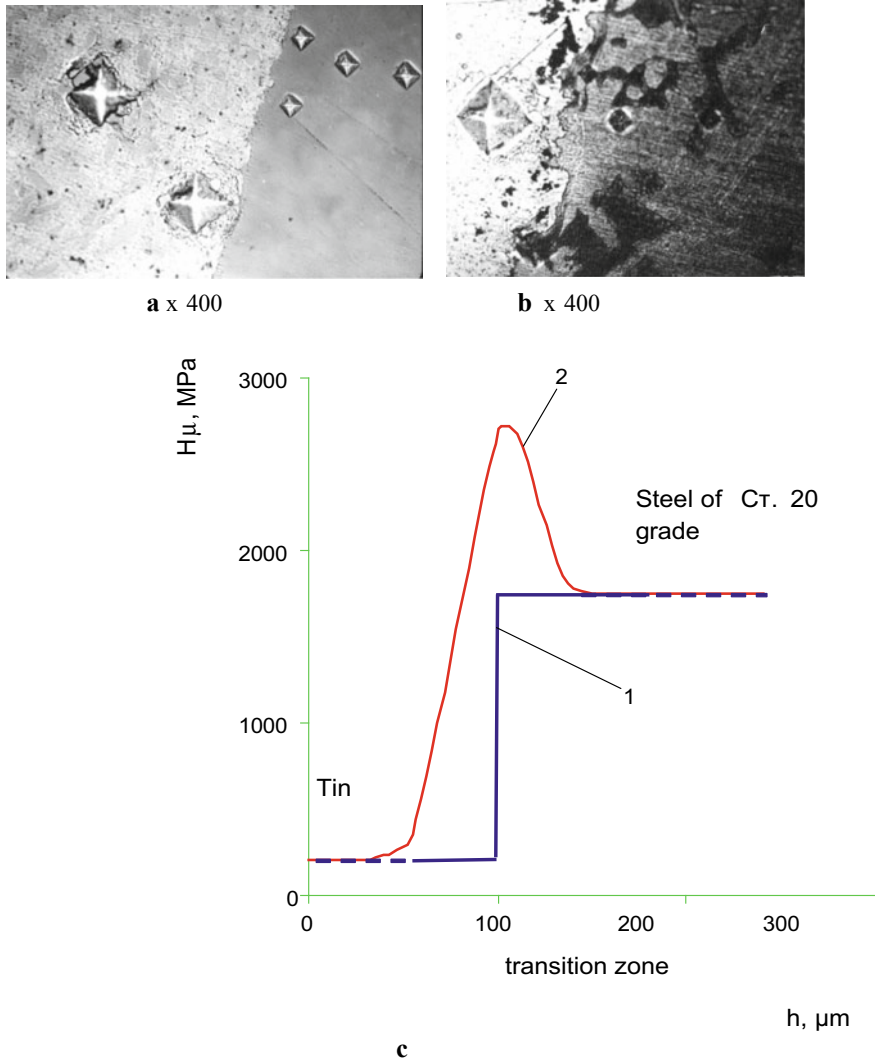 a x 400
b x 400
Hμ, MPa
3000
2
Steel of Ст. 20
grade
2000
1
1000
Tin
0
0 100 200 300
transition zone
h, μm
c